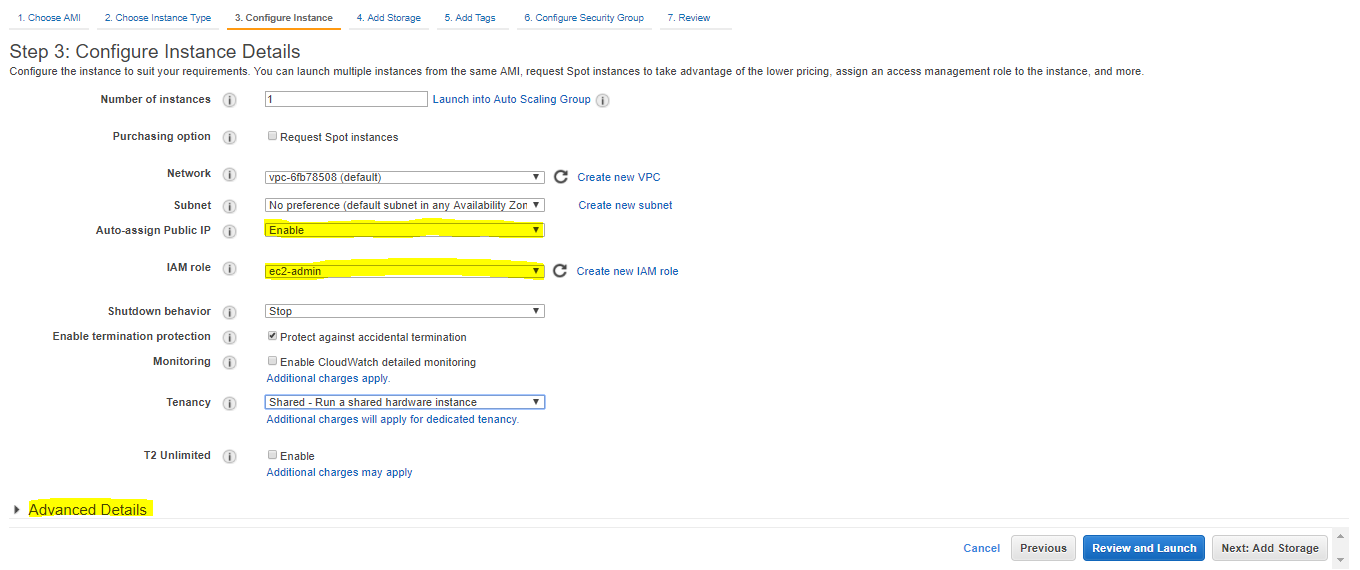 1. Choose AMI 2. Choose Instance Type 3. Configure Instance 4. Add Storage 5. Add Tags 6. Configure Security Group 7. Review
Step 3: Configure Instance Details
Configure the instance to suit your requirements. You can launch multiple instances from the same AMI, request Spot instances to take advantage of the lower pricing, assign an access management role to the instance, and more.
Number of instances i 1 Launch into Auto Scaling Group i
Purchasing option i Request Spot instances
Network i vpc-6fb78508 (default) Create new VPC
Subnet i No preference (default subnet in any Availability Zon Create new subnet
Auto-assign Public IP i Enable
IAM role i ec2-admin Create new IAM role
Shutdown behavior i Stop
Enable termination protection i Protect against accidental termination
Monitoring i Enable CloudWatch detailed monitoring
Additional charges apply.
Tenancy i Shared - Run a shared hardware instance
Additional charges will apply for dedicated tenancy.
T2 Unlimited i Enable
Additional charges may apply
Advanced Details
Cancel Previous Review and Launch Next: Add Storage